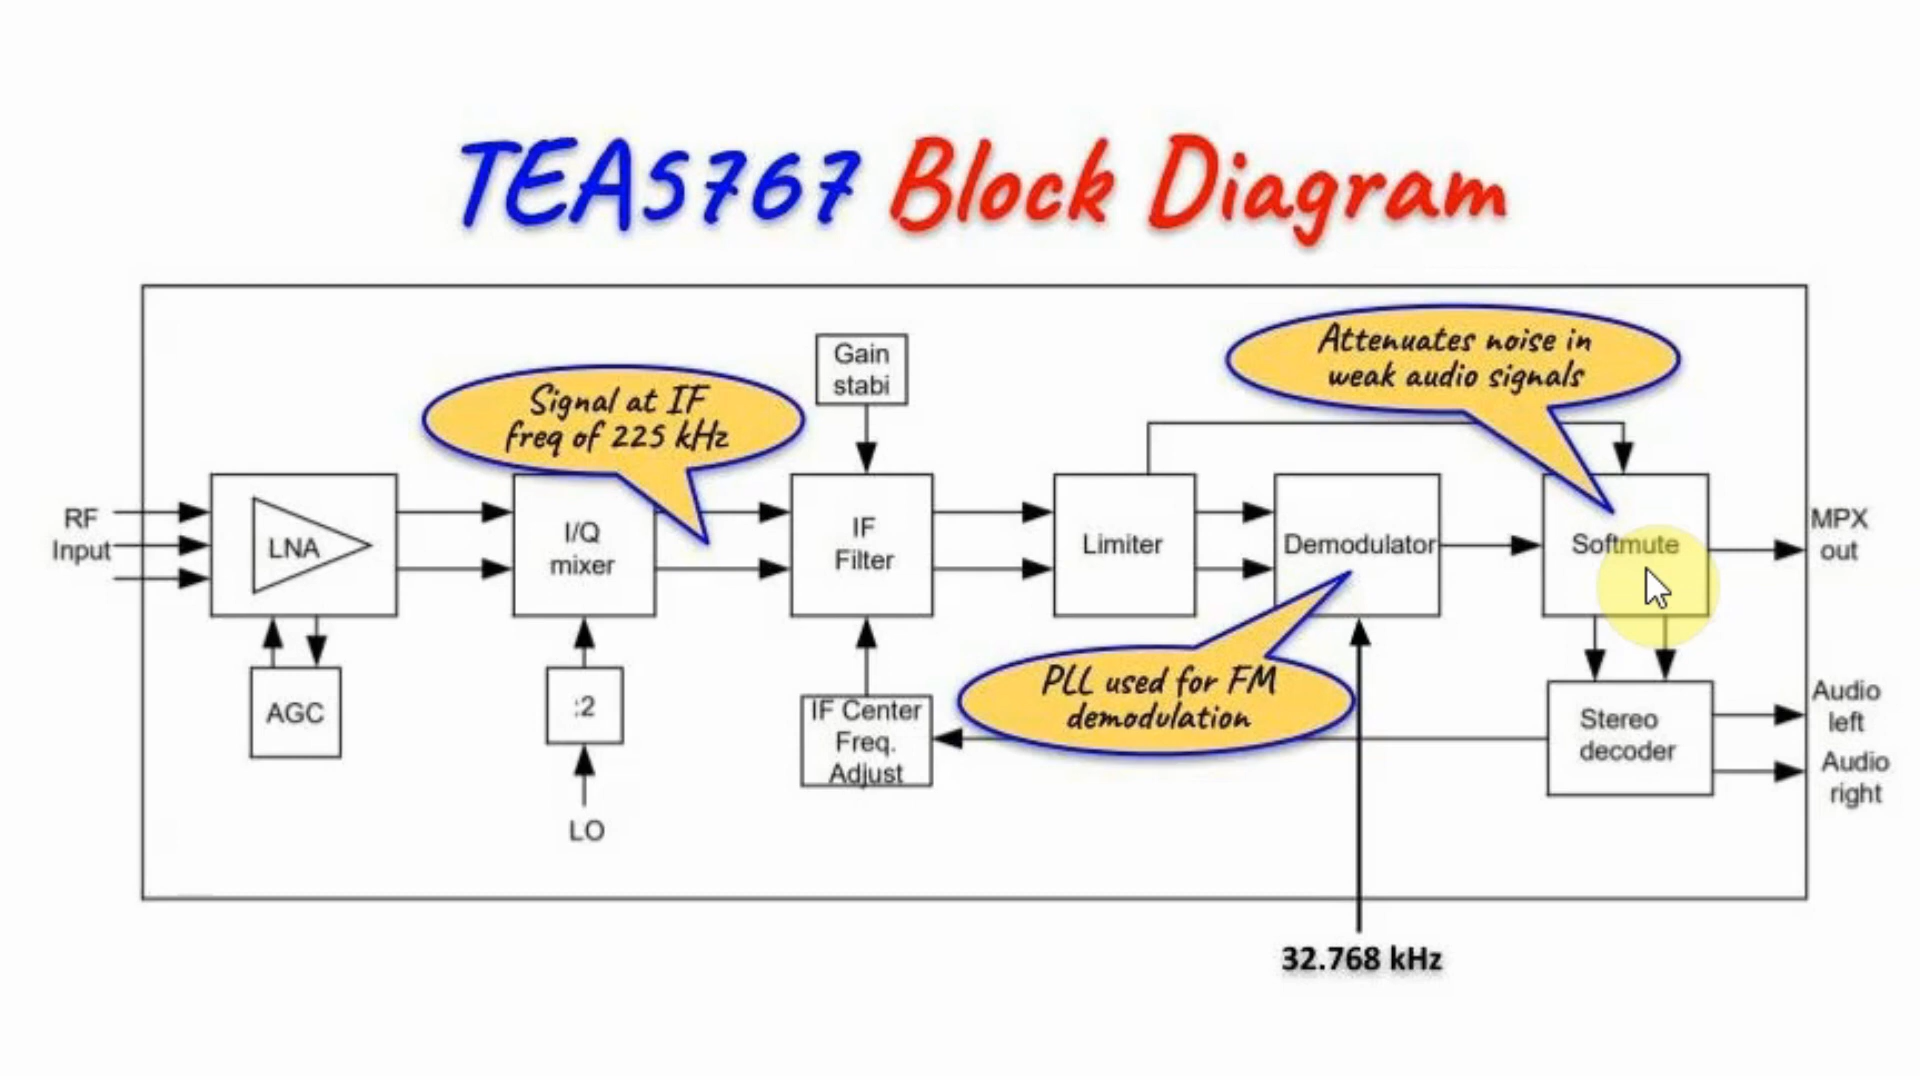 TEA5767 Block Diagram
Attenuates noise in
weak audio signals
Gain
stabi
Signal at IF
freq of 225 kHz
RF
Input
LNA
I/Q
mixer
IF
Filter
Limiter
Demodulator
Softmute
MPX
out
AGC
:2
LO
IF Center
Freq.
Adjust
PLL used for FM
demodulation
Stereo
decoder
Audio
left
Audio
right
32.768 kHz